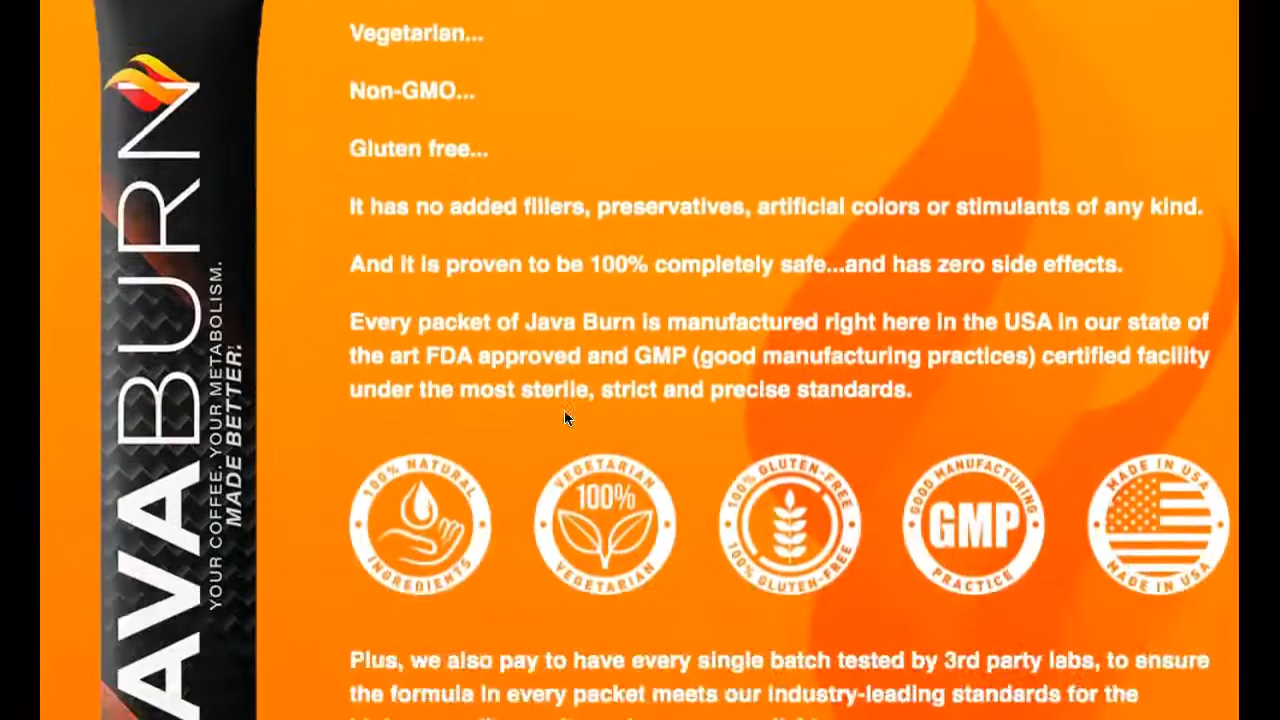 AVABURN
YOUR COFFEE. YOUR METABOLISM.
MADE BETTER!
Vegetarian...
Non-GMO...
Gluten free...
It has no added fillers, preservatives, artificial colors or stimulants of any kind.
And it is proven to be 100% completely safe...and has zero side effects.
Every packet of Java Burn is manufactured right here in the USA in our state of
the art FDA approved and GMP (good manufacturing practices) certified facility
under the most sterile, strict and precise standards.
100% NATURAL
INGREDIENTS
VEGETARIAN
100%
VEGETARIAN
100% GLUTEN-FREE
100% GLUTEN-FREE
GOOD MANUFACTURING
GMP
PRACTICE
MADE IN USA
MADE IN USA
Plus, we also pay to have every single batch tested by 3rd party labs, to ensure
the formula in every packet meets our industry-leading standards for the